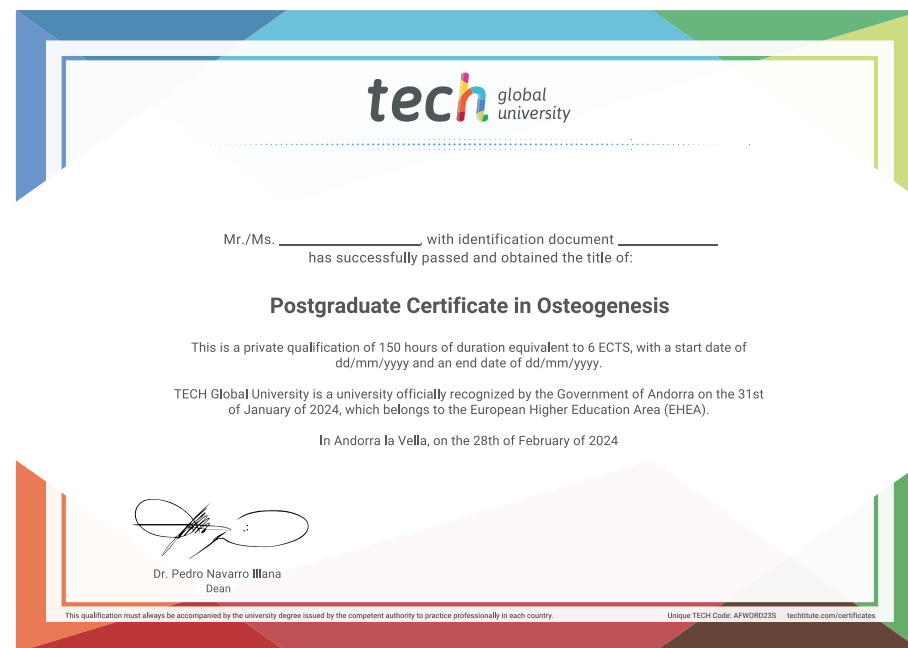 tech global
university
Mr./Ms. ____________, with identification document ____________
has successfully passed and obtained the title of:
Postgraduate Certificate in Osteogenesis
This is a private qualification of 150 hours of duration equivalent to 6 ECTS, with a start date of
dd/mm/yyyy and an end date of dd/mm/yyyy.
TECH Global University is a university officially recognized by the Government of Andorra on the 31st
of January of 2024, which belongs to the European Higher Education Area (EHEA).
In Andorra la Vella, on the 28th of February of 2024
Dr. Pedro Navarro Illana
Dean
This qualification must always be accompanied by the university degree issued by the competent authority to practice professionally in each country.
Unique TECH Code: AFWORD23S techtitute.com/certificates